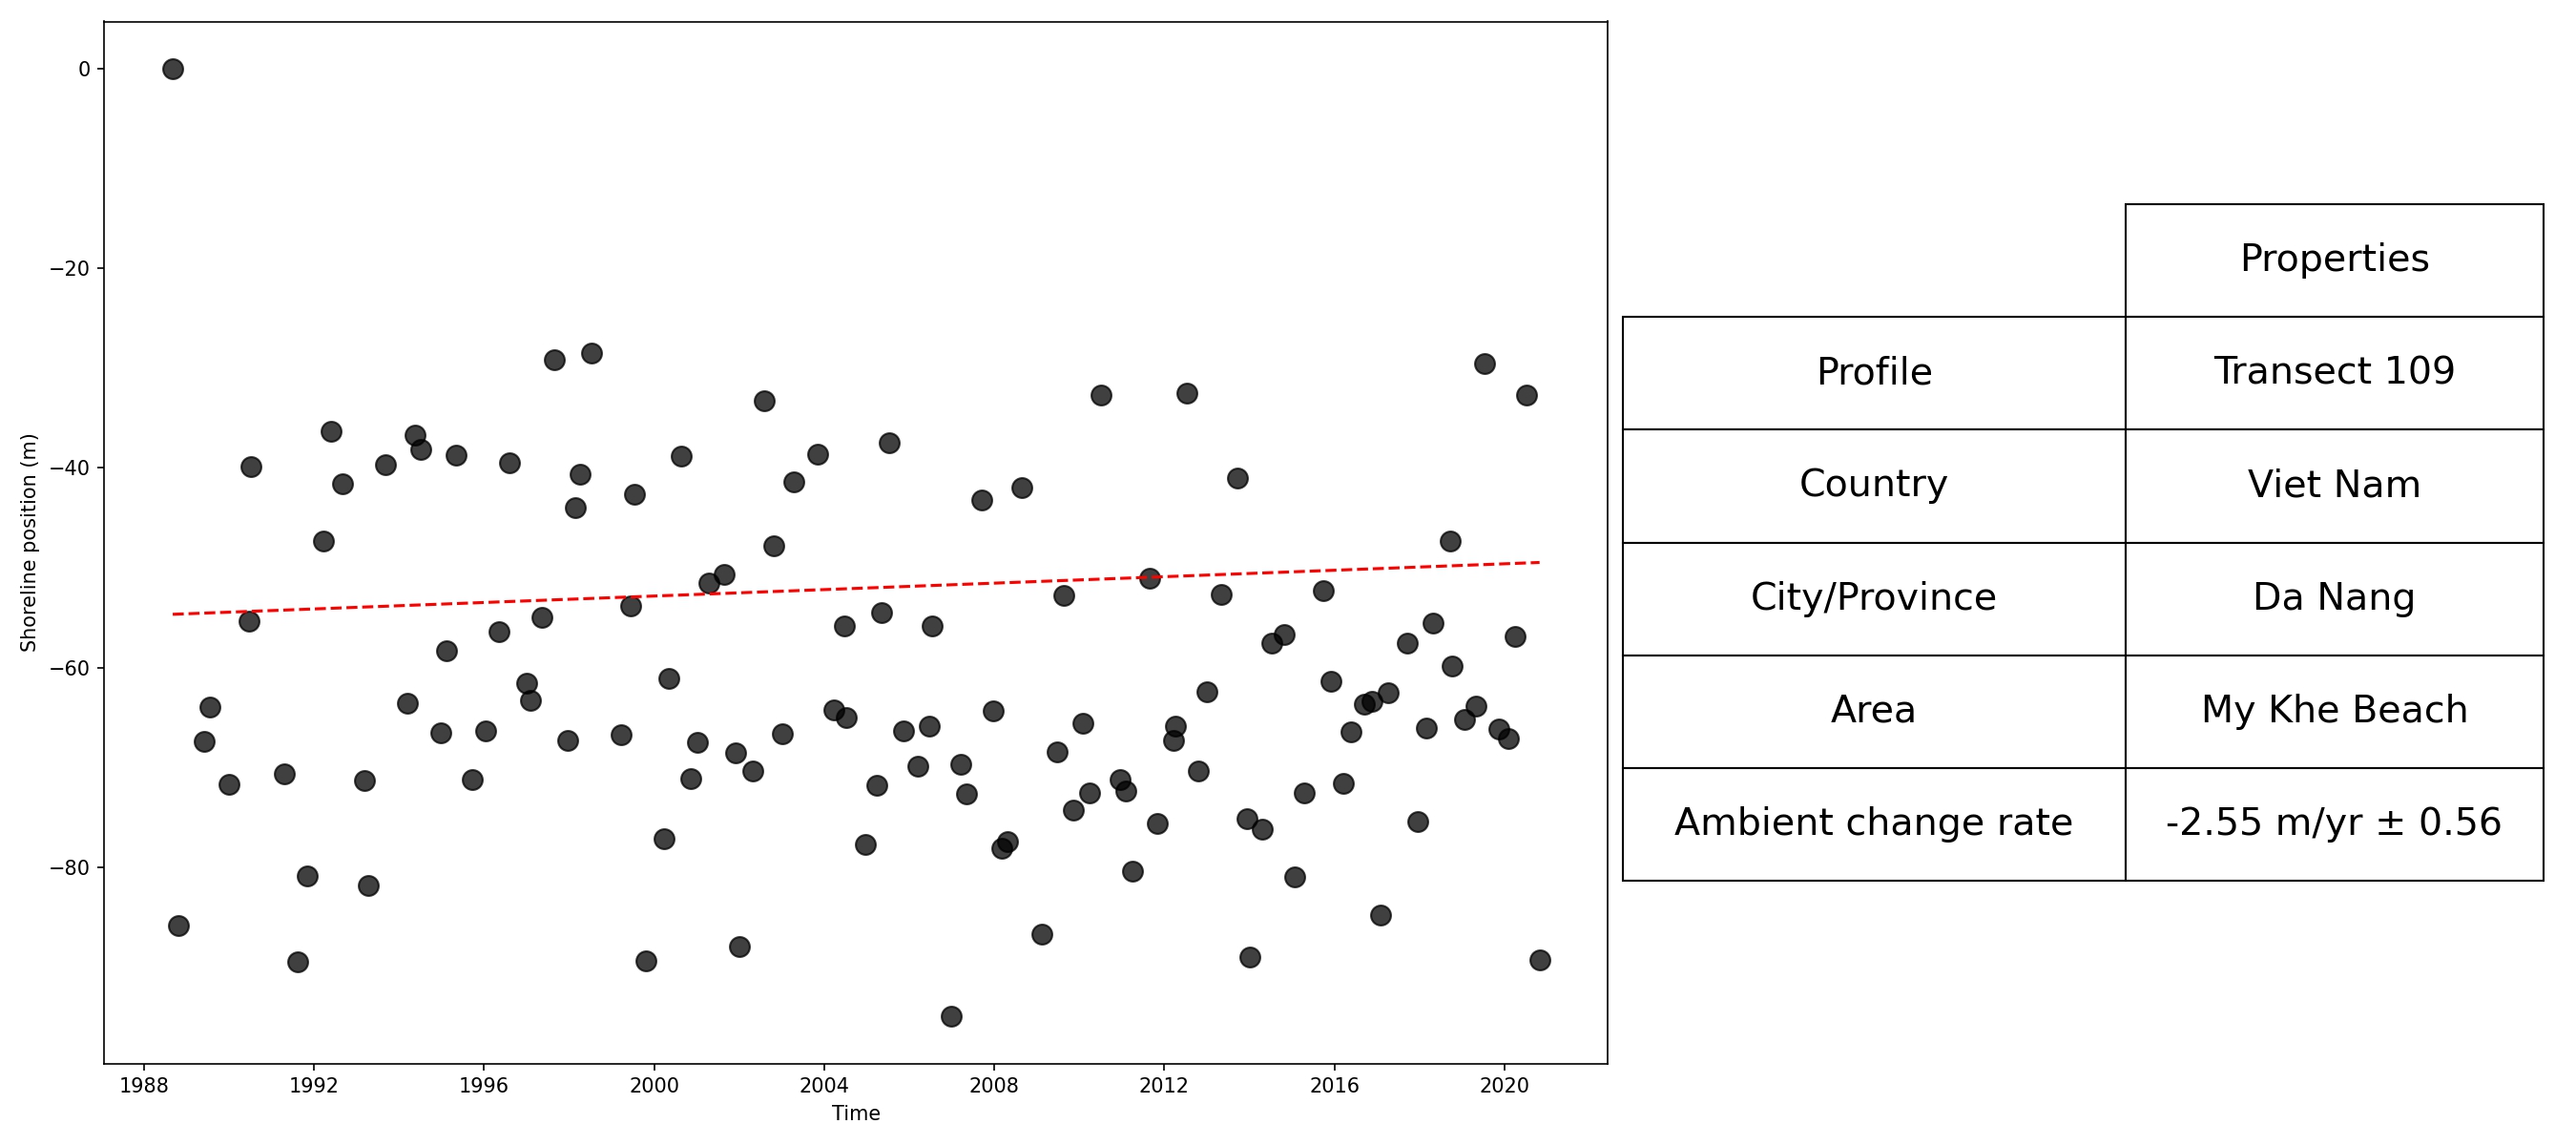 0
−20
−40
−60
−80
Shoreline position (m)
1988 1992 1996 2000 2004 2008 2012 2016 2020
Time
Properties
Profile Transect 109
Country Viet Nam
City/Province Da Nang
Area My Khe Beach
Ambient change rate -2.55 m/yr ± 0.56